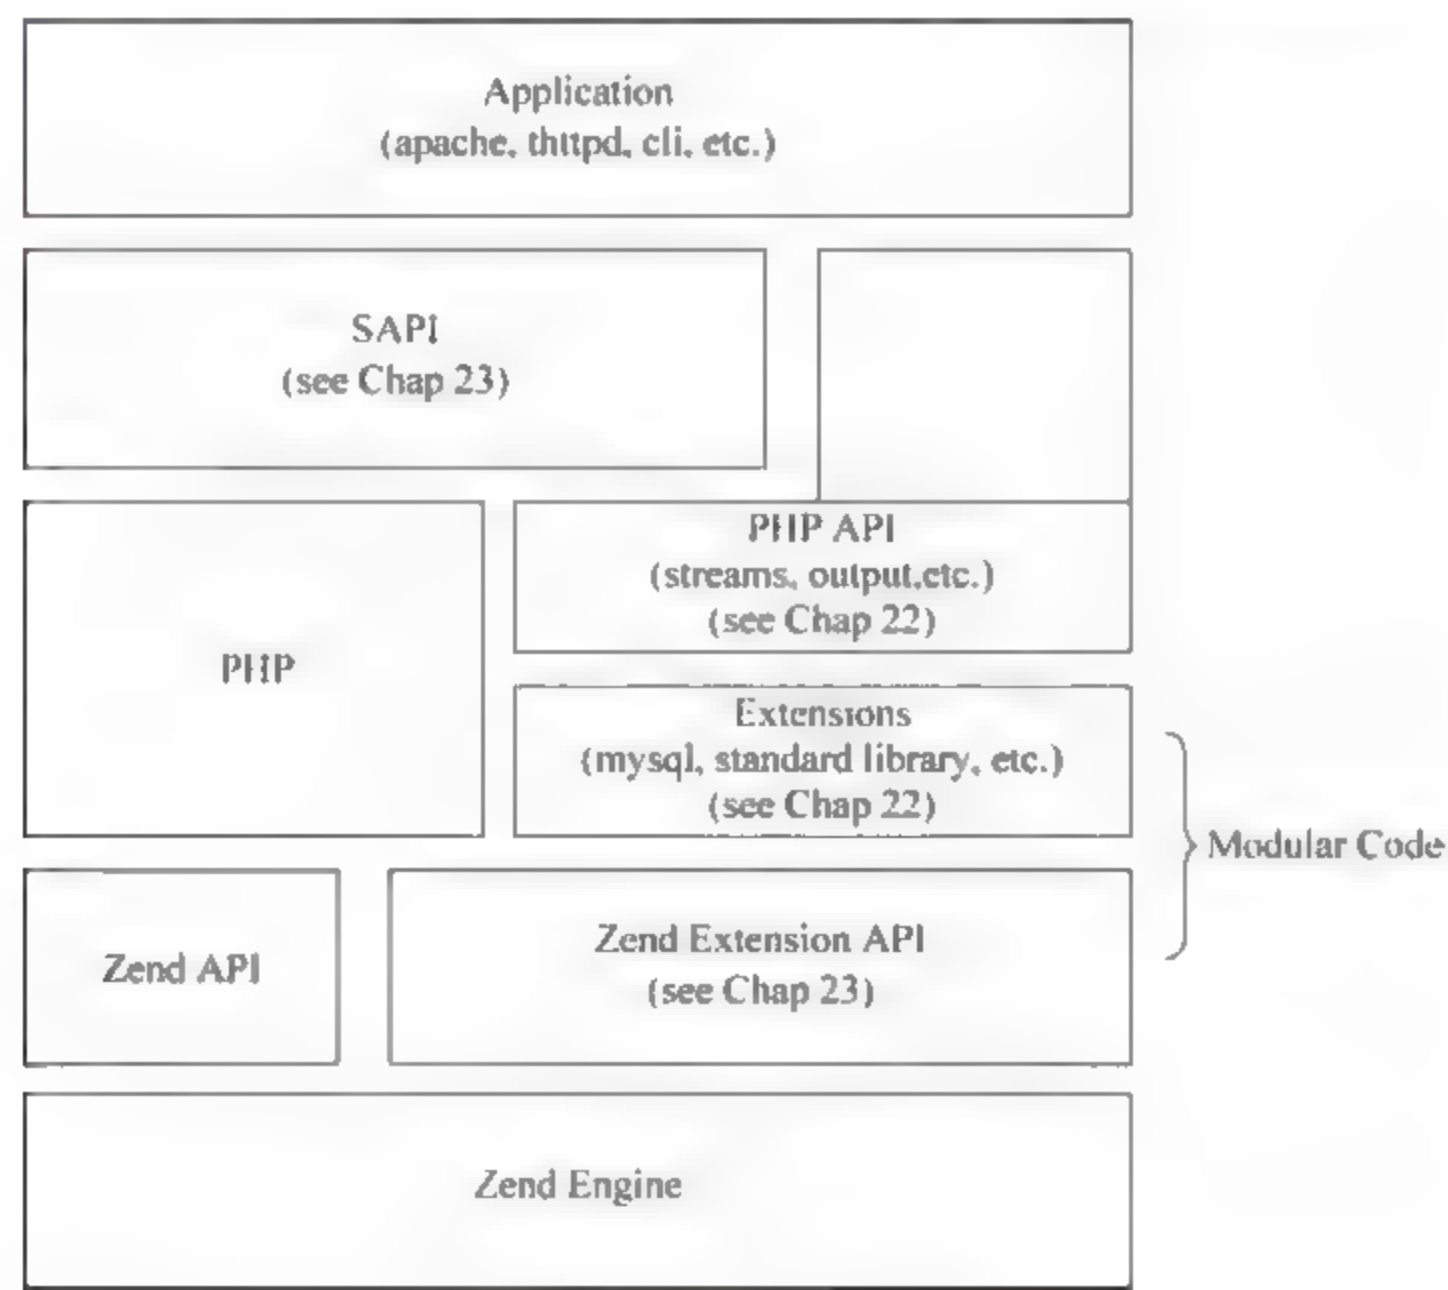 Application
(apache, thttpd, cli, etc.)
SAPI
(see Chap 23)
PHP API
(streams, output,etc.)
(see Chap 22)
PHP
Extensions
(mysql, standard library, etc.)
(see Chap 22)
Modular Code
Zend API
Zend Extension API
(see Chap 23)
Zend Engine